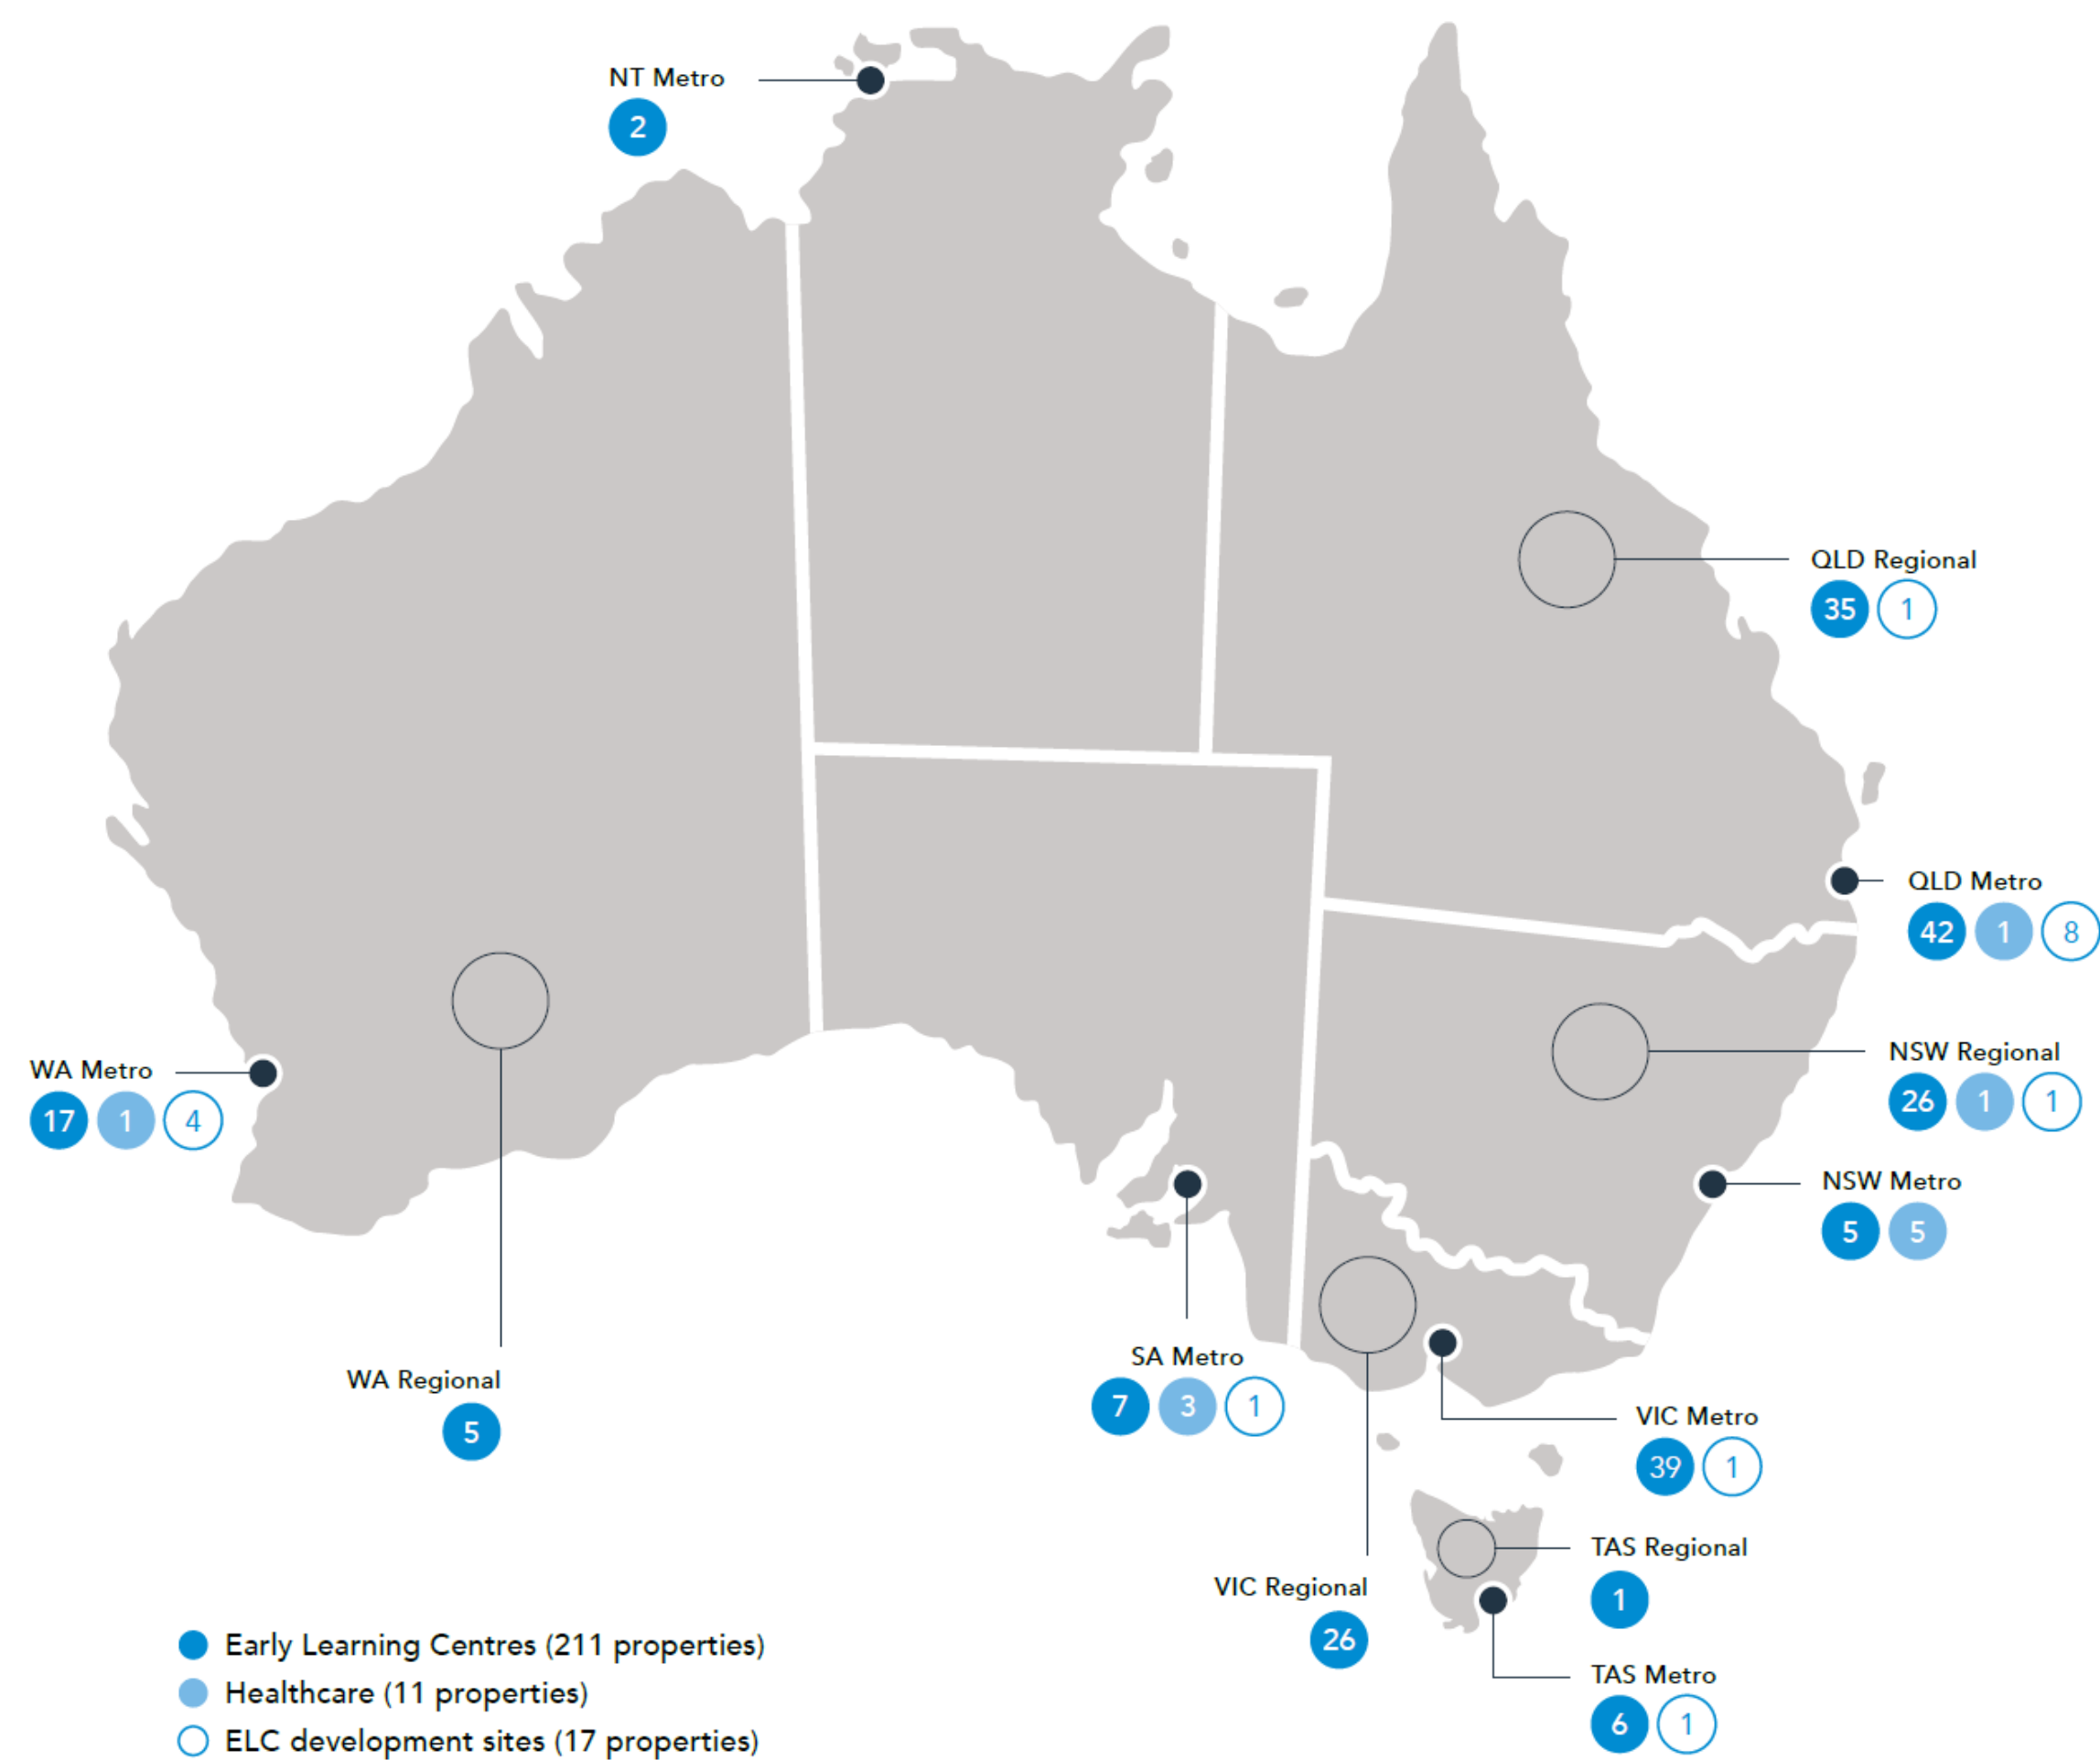 NT Metro
2
QLD Regional
35 1
QLD Metro
42 1 8
NSW Regional
26 1 1
WA Metro
17 1 4
NSW Metro
5 5
SA Metro
7 3 1
WA Regional
5
VIC Metro
39 1
TAS Regional
1
VIC Regional
26
TAS Metro
6 1
Early Learning Centres (211 properties)
Healthcare (11 properties)
ELC development sites (17 properties)